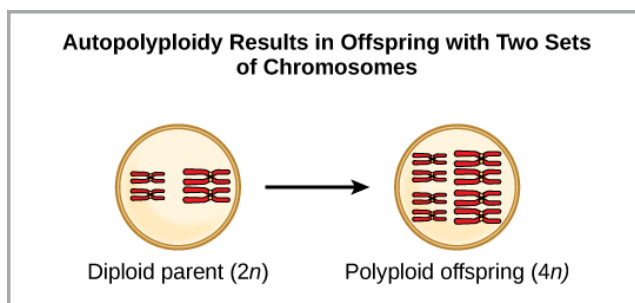 Autopolyploidy Results in Offspring with Two Sets
of Chromosomes
Diploid parent (2n)
Polyploid offspring (4n)